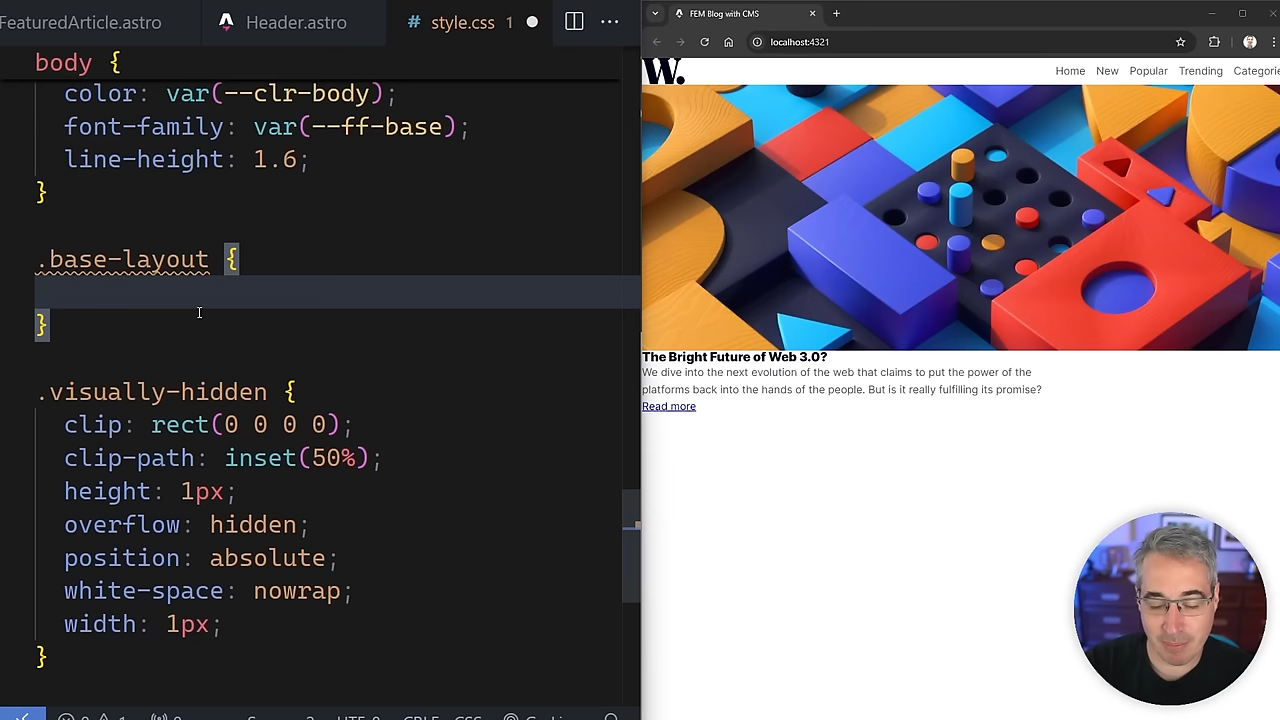 FeaturedArticle.astro
Header.astro
# style.css 1
body {
color: var(--clr-body);
font-family: var(--ff-base);
line-height: 1.6;
}
.base-layout {
}
.visually-hidden {
clip: rect(0 0 0 0);
clip-path: inset(50%);
height: 1px;
overflow: hidden;
position: absolute;
white-space: nowrap;
width: 1px;
}
FEM Blog with CMS
localhost:4321
W.
Home New Popular Trending Categorie
The Bright Future of Web 3.0?
We dive into the next evolution of the web that claims to put the power of the
platforms back into the hands of the people. But is it really fulfilling its promise?
Read more